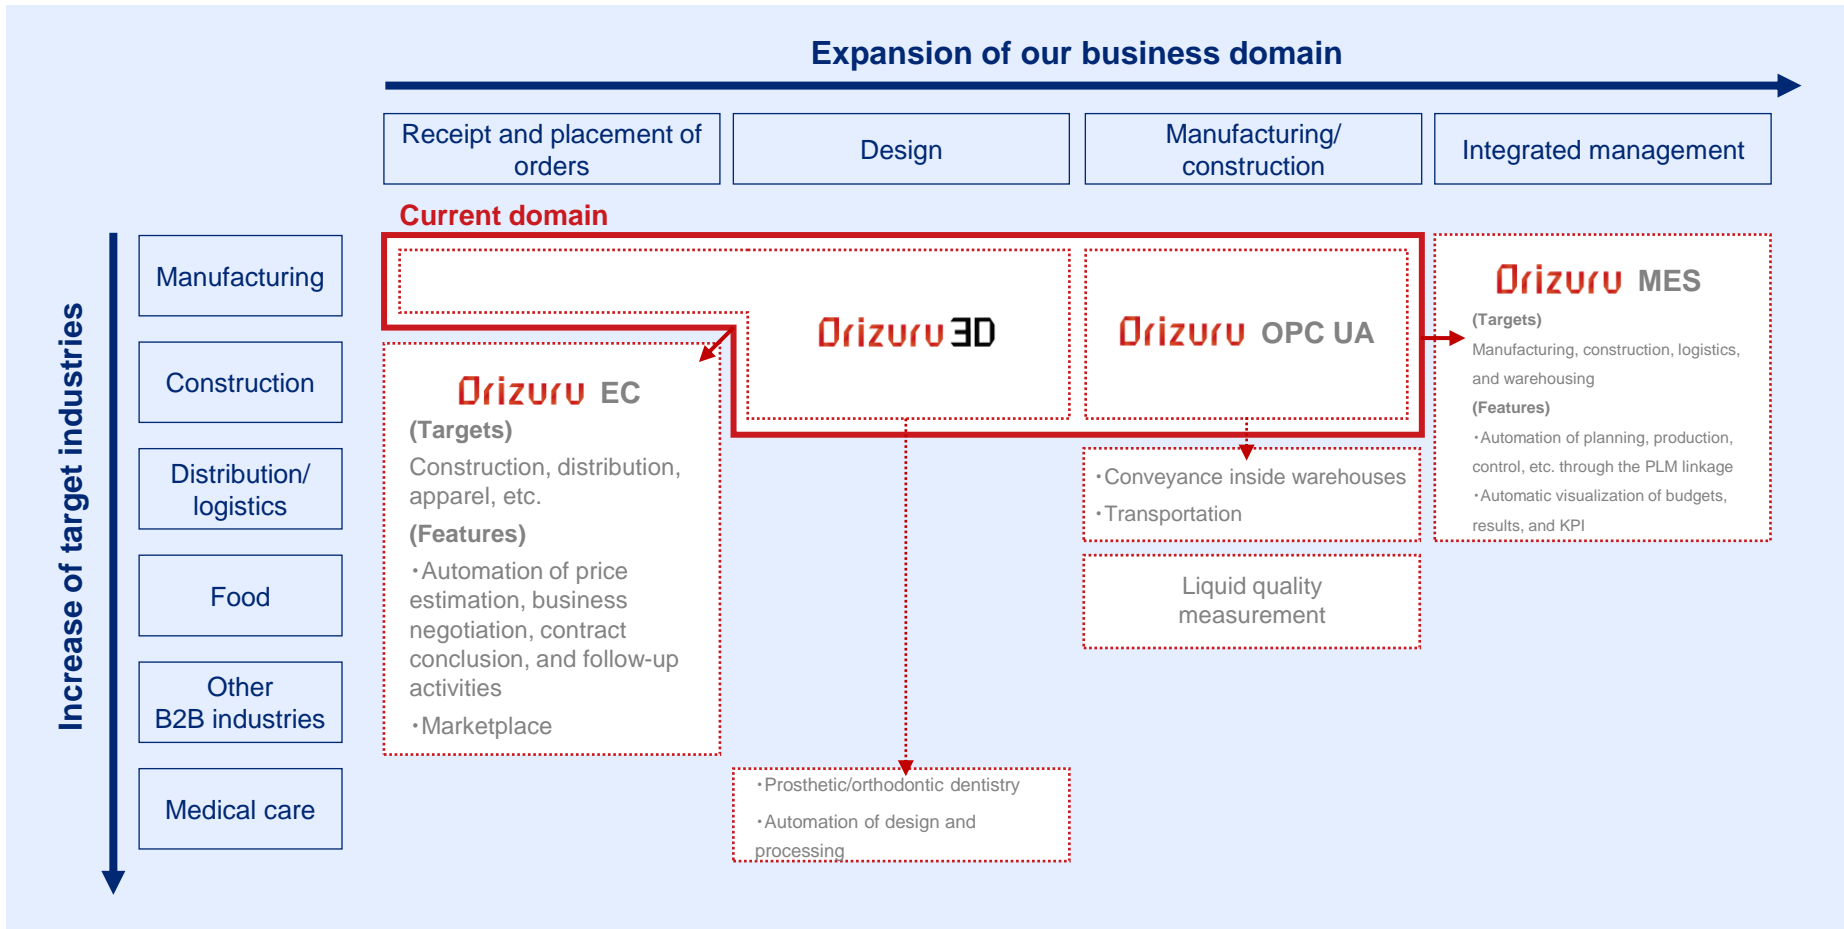 Expansion of our business domain
Receipt and placement of
orders
Design
Manufacturing/
construction
Integrated management
Current domain
Increase of target industries
Manufacturing
Construction
Distribution/
logistics
Food
Other
B2B industries
Medical care
Orizuru 3D
Orizuru OPC UA
Orizuru MES
(Targets)
Manufacturing, construction, logistics,
and warehousing
(Features)
・Automation of planning, production,
control, etc. through the PLM linkage
・Automatic visualization of budgets,
results, and KPI
Orizuru EC
(Targets)
Construction, distribution,
apparel, etc.
(Features)
・Automation of price
estimation, business
negotiation, contract
conclusion, and follow-up
activities
・Marketplace
・Conveyance inside warehouses
・Transportation
Liquid quality
measurement
・Prosthetic/orthodontic dentistry
・Automation of design and
processing